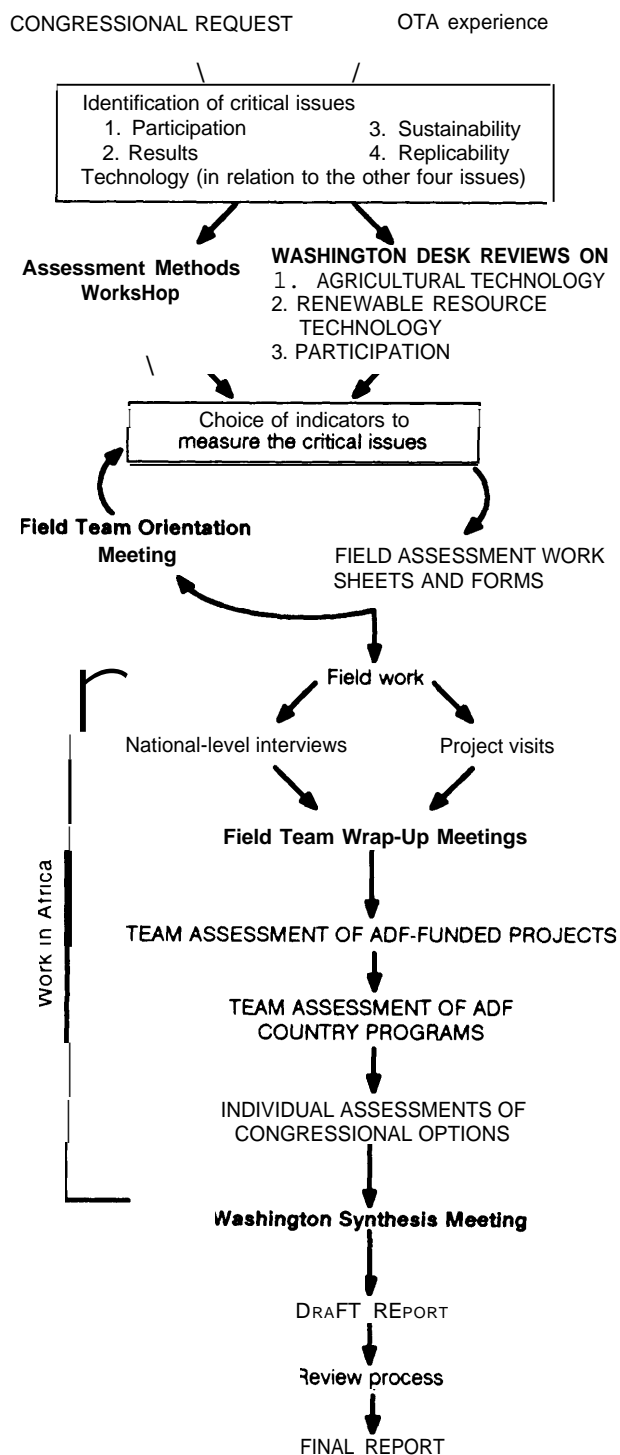 CONGRESSIONAL REQUEST OTA experience
Identification of critical issues
1. Participation 3. Sustainability
2. Results 4. Replicability
Technology (in relation to the other four issues)
Assessment Methods
WorksHop
WASHINGTON DESK REVIEWS ON
1. AGRICULTURAL TECHNOLOGY
2. RENEWABLE RESOURCE
TECHNOLOGY
3. PARTICIPATION
Choice of indicators to
measure the critical issues
Field Team Orientation
Meeting
FIELD ASSESSMENT WORK
SHEETS AND FORMS
Work in Africa
Field work
National-level interviews Project visits
Field Team Wrap-Up Meetings
TEAM ASSESSMENT OF ADF-FUNDED PROJECTS
TEAM ASSESSMENT OF ADF
COUNTRY PROGRAMS
INDIVIDUAL ASSESSMENTS OF
CONGRESSIONAL OPTIONS
Washington Synthesis Meeting
DRAFT REPORT
Review process
FINAL REPORT